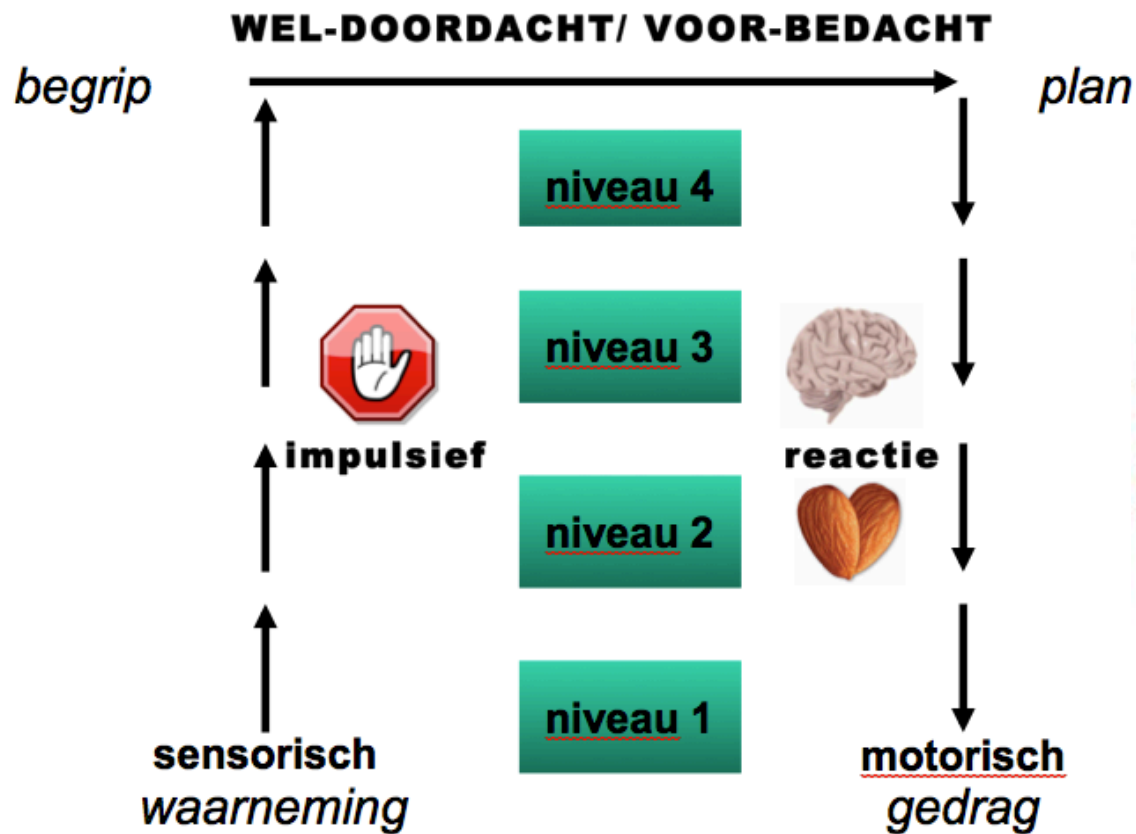 WEL-DOORDACHT/ VOOR-BEDACHT
begrip
plan
niveau 4
niveau 3
impulsief
reactie
niveau 2
niveau 1
sensorisch
waarneming
motorisch
gedrag